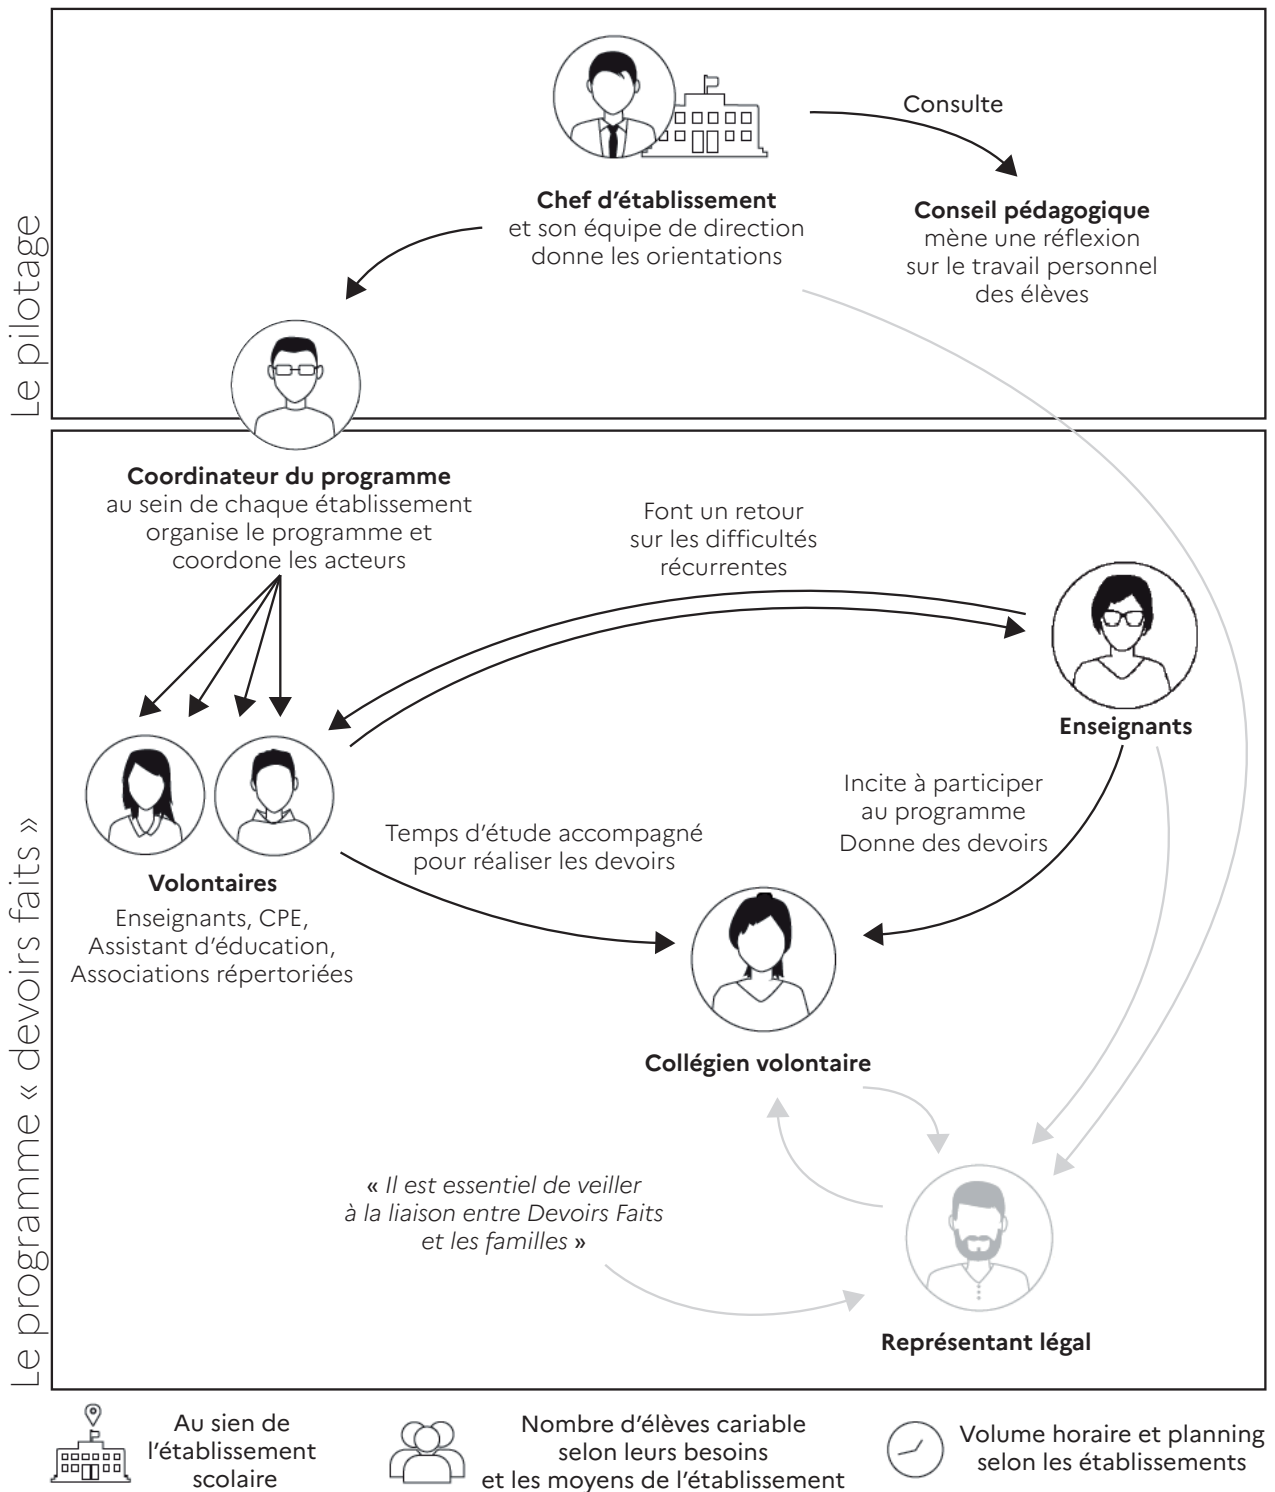 Le pilotage
Consulte
Chef d'établissement
et son équipe de direction
donne les orientations
Conseil pédagogique
mène une réflexion
sur le travail personnel
des élèves
Le programme « devoirs faits »
Coordinateur du programme
au sein de chaque établissement
organise le programme et
coordone les acteurs
Font un retour
sur les difficultés
récurrentes
Enseignants
Incite à participer
au programme
Donne des devoirs
Temps d'étude accompagné
pour réaliser les devoirs
Volontaires
Enseignants, CPE,
Assistant d'éducation,
Associations répertoriées
Collégien volontaire
« Il est essentiel de veiller
à la liaison entre Devoirs Faits
et les familles »
Représentant légal
Au sien de
l'établissement
scolaire
Nombre d'élèves cariable
selon leurs besoins
et les moyens de l'établissement
Volume horaire et planning
selon les établissements